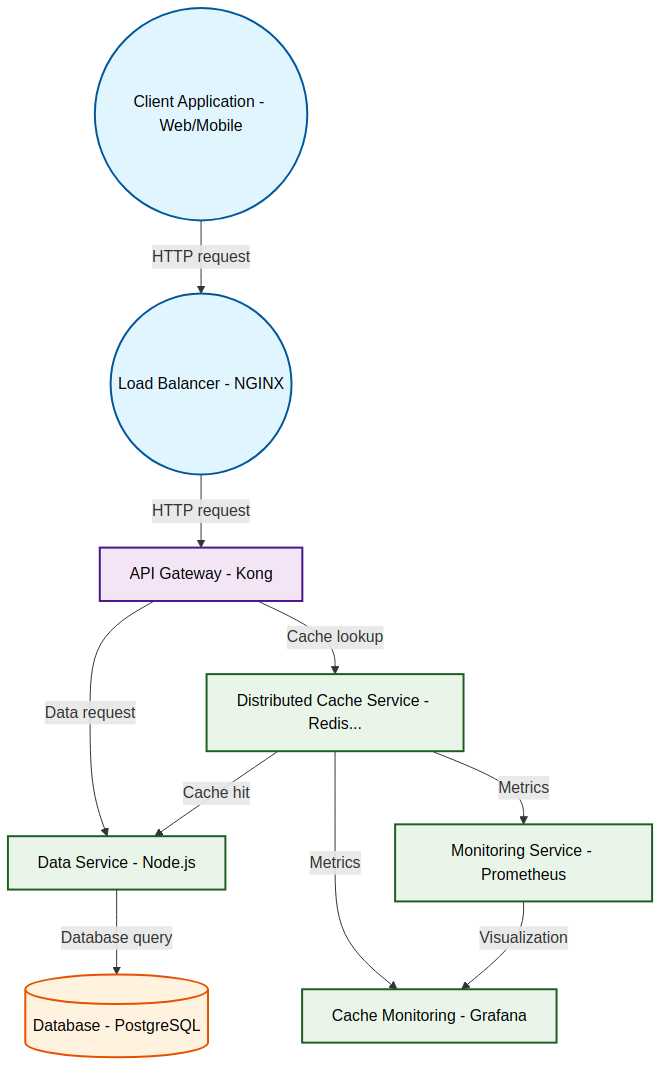 Client Application -
Web/Mobile
HTTP request
Load Balancer - NGINX
HTTP request
API Gateway - Kong
Cache lookup
Distributed Cache Service -
Redis...
Data request
Cache hit
Metrics
Monitoring Service -
Prometheus
Data Service - Node.js
Metrics
Database query
Visualization
Database - PostgreSQL
Cache Monitoring - Grafana